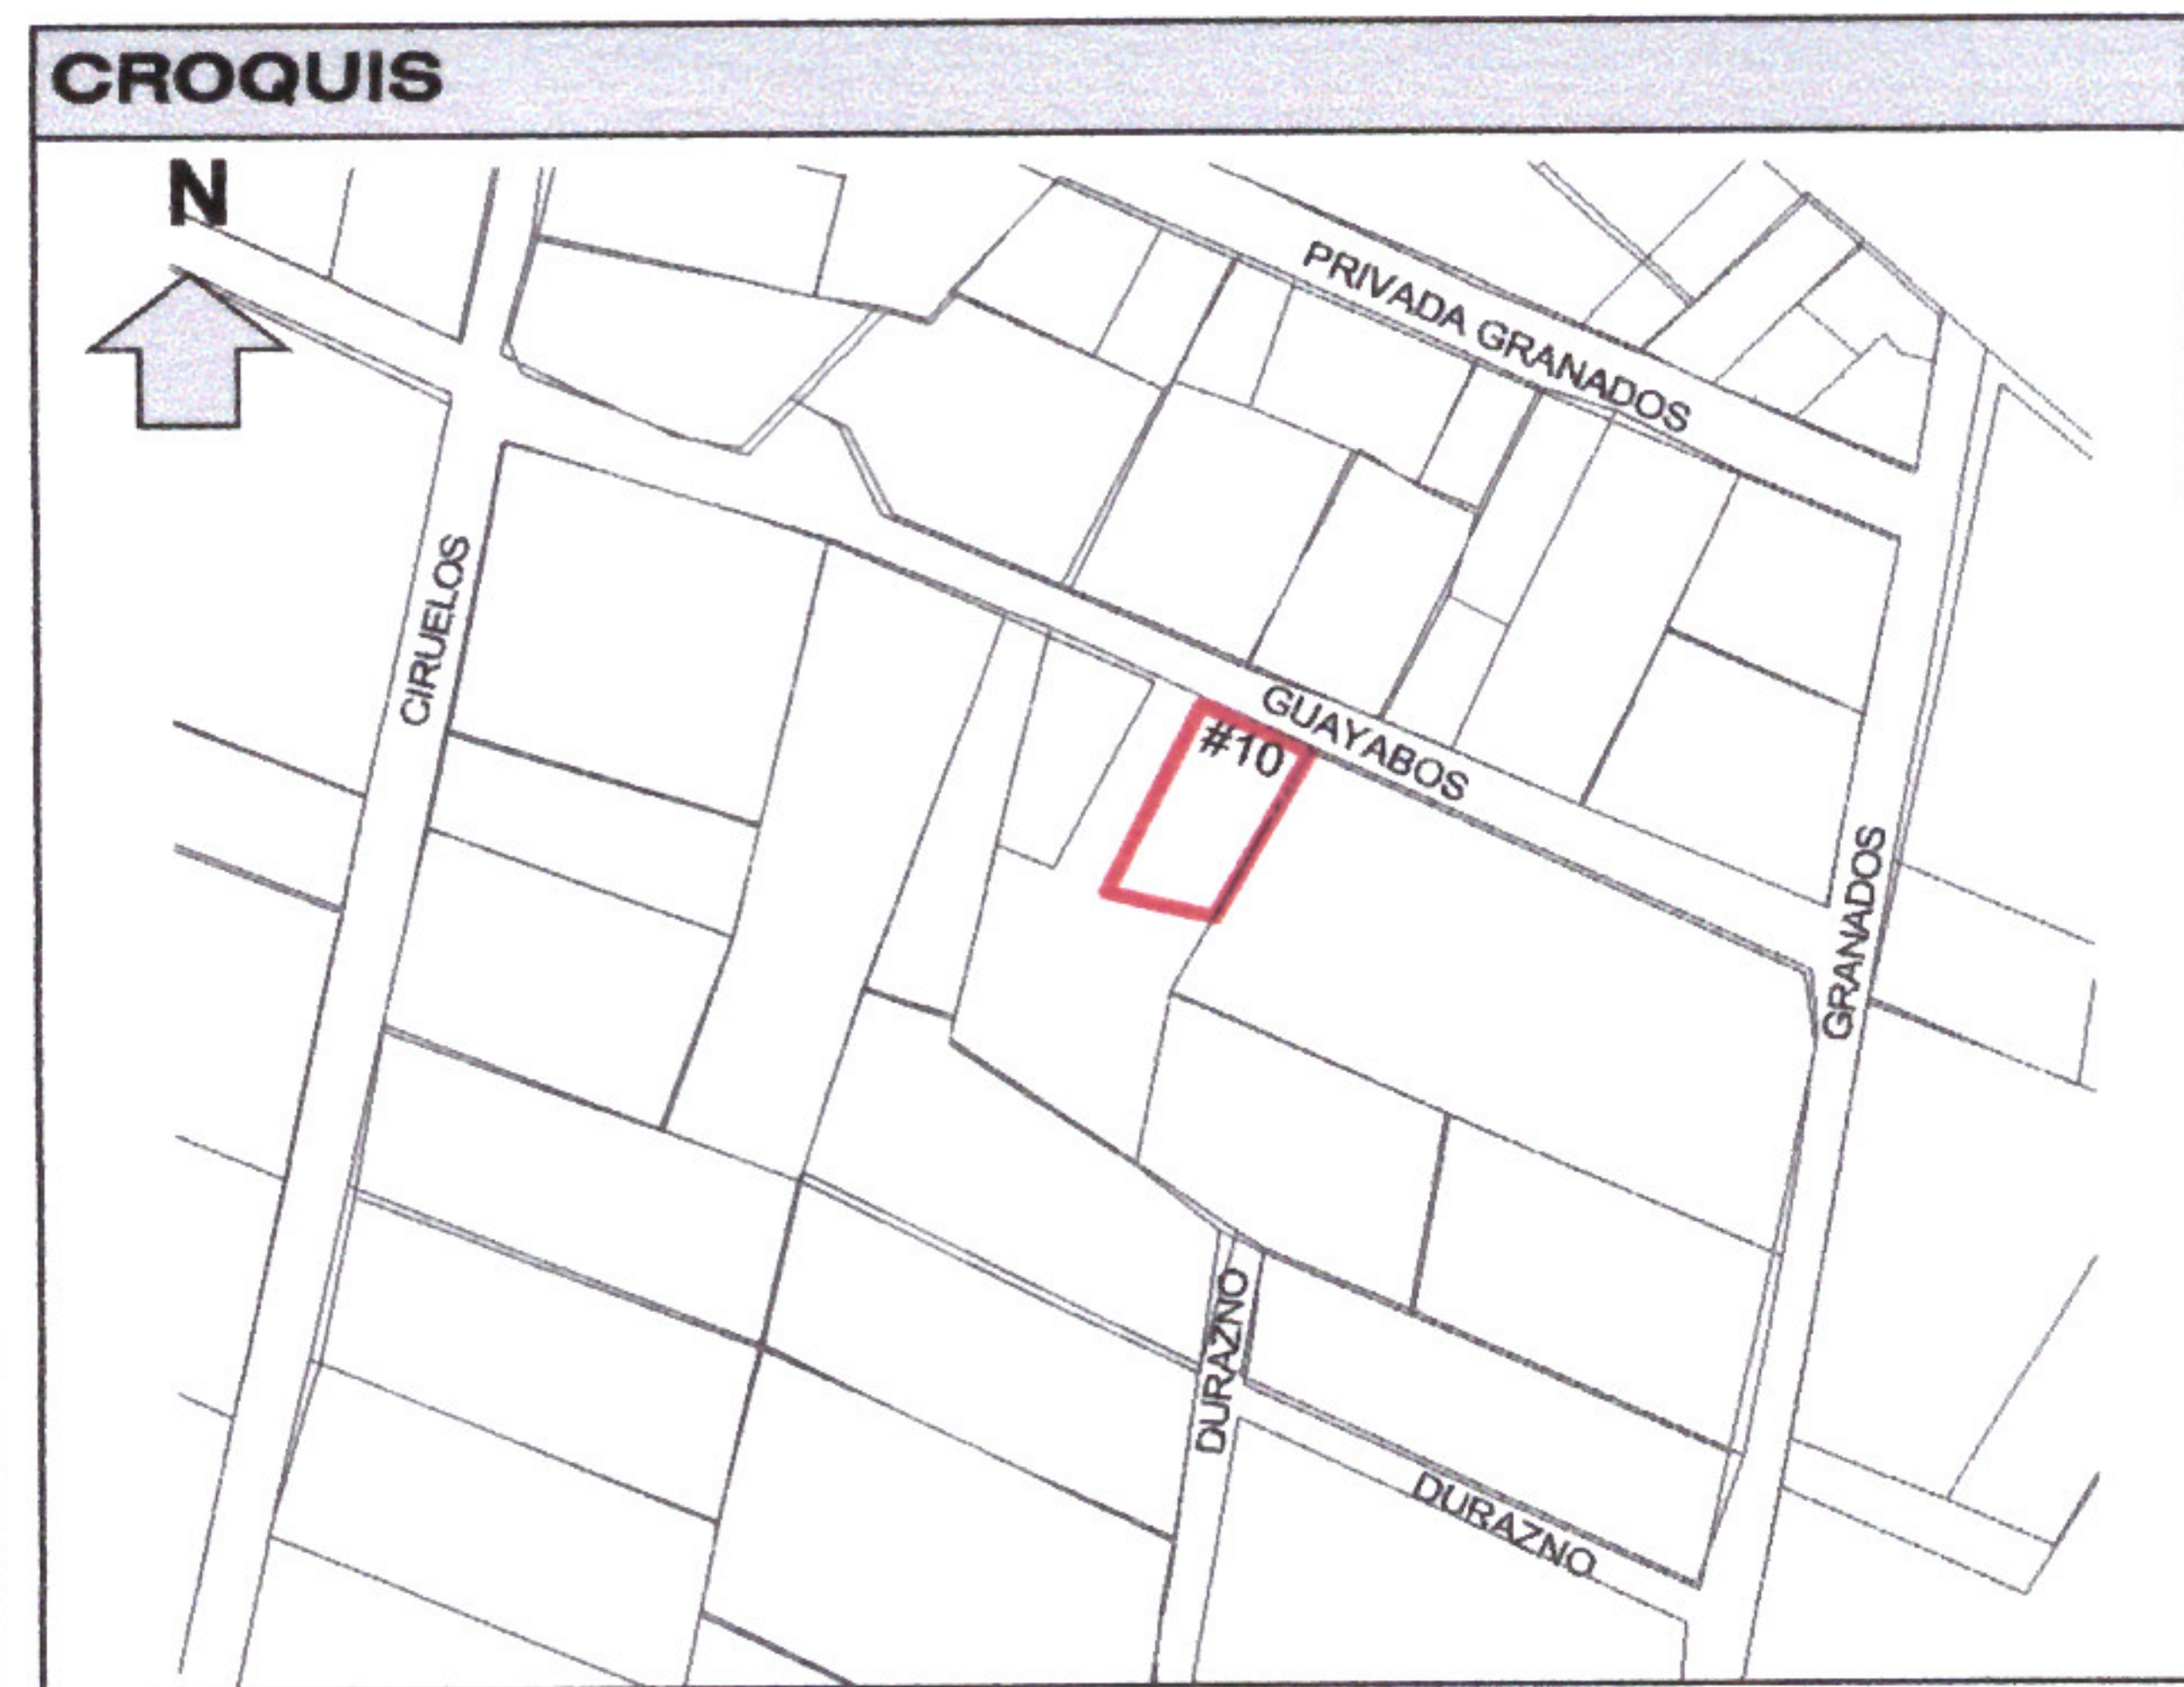 CROQUIS
N
PRIVADA GRANADOS
CIRUELOS
GUAYABOS
#10
GRANADOS
DURAZNO
DURAZNO